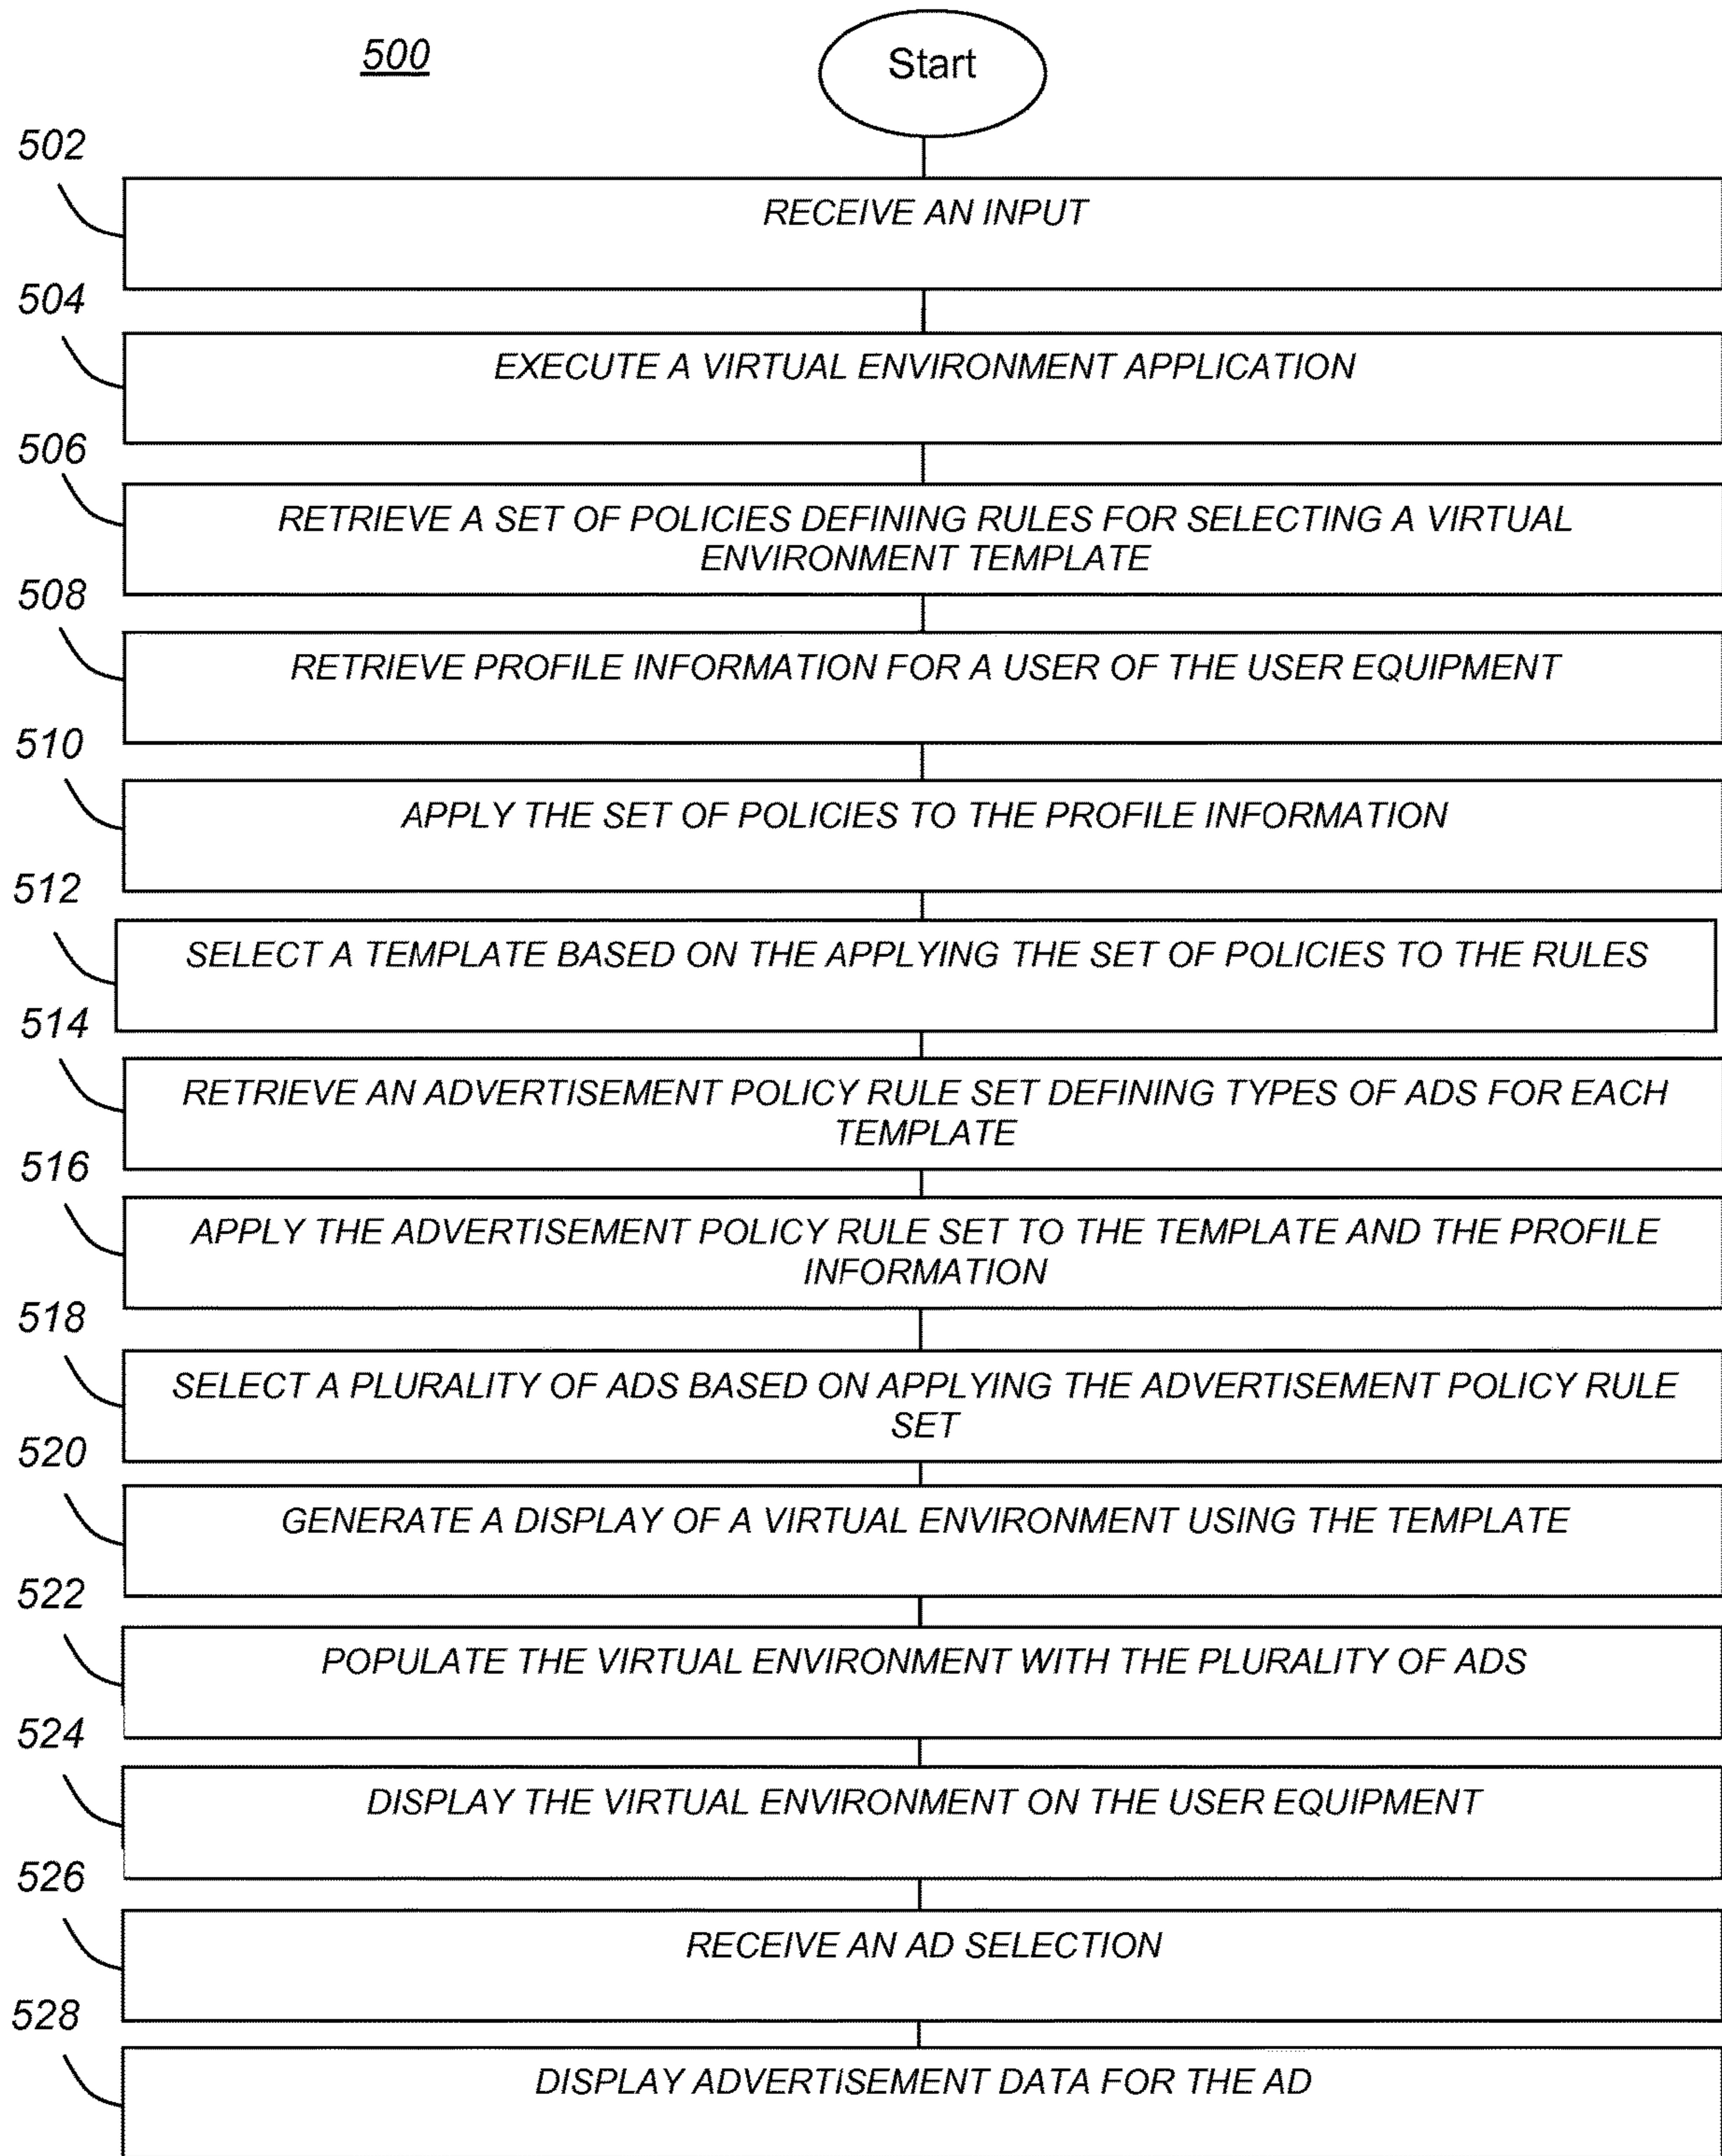 500
Start
502
RECEIVE AN INPUT
504
EXECUTE A VIRTUAL ENVIRONMENT APPLICATION
506
RETRIEVE A SET OF POLICIES DEFINING RULES FOR SELECTING A VIRTUAL
ENVIRONMENT TEMPLATE
508
RETRIEVE PROFILE INFORMATION FOR A USER OF THE USER EQUIPMENT
510
APPLY THE SET OF POLICIES TO THE PROFILE INFORMATION
512
SELECT A TEMPLATE BASED ON THE APPLYING THE SET OF POLICIES TO THE RULES
514
RETRIEVE AN ADVERTISEMENT POLICY RULE SET DEFINING TYPES OF ADS FOR EACH
TEMPLATE
516
APPLY THE ADVERTISEMENT POLICY RULE SET TO THE TEMPLATE AND THE PROFILE
INFORMATION
518
SELECT A PLURALITY OF ADS BASED ON APPLYING THE ADVERTISEMENT POLICY RULE
SET
520
GENERATE A DISPLAY OF A VIRTUAL ENVIRONMENT USING THE TEMPLATE
522
POPULATE THE VIRTUAL ENVIRONMENT WITH THE PLURALITY OF ADS
524
DISPLAY THE VIRTUAL ENVIRONMENT ON THE USER EQUIPMENT
526
RECEIVE AN AD SELECTION
528
DISPLAY ADVERTISEMENT DATA FOR THE AD